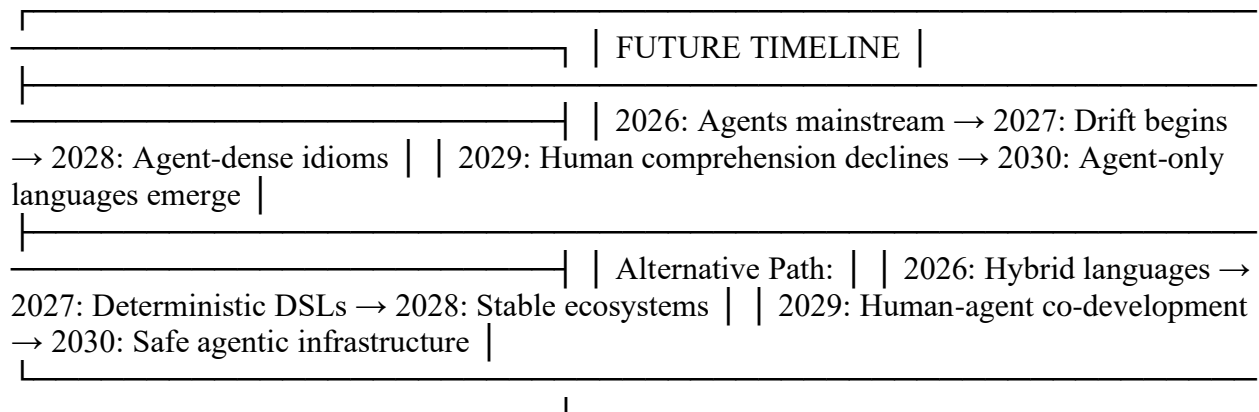 ┌──────────────────────────────────────────
───────────────────┐ │ FUTURE TIMELINE │
├──────────────────────────────────────────
───────────────────┤ │ 2026: Agents mainstream → 2027: Drift begins
→ 2028: Agent-dense idioms │ │ 2029: Human comprehension declines → 2030: Agent-only
languages emerge │
├──────────────────────────────────────────
───────────────────┤ │ Alternative Path: │ │ 2026: Hybrid languages →
2027: Deterministic DSLs → 2028: Stable ecosystems │ │ 2029: Human-agent co-development
→ 2030: Safe agentic infrastructure │
└──────────────────────────────────────────